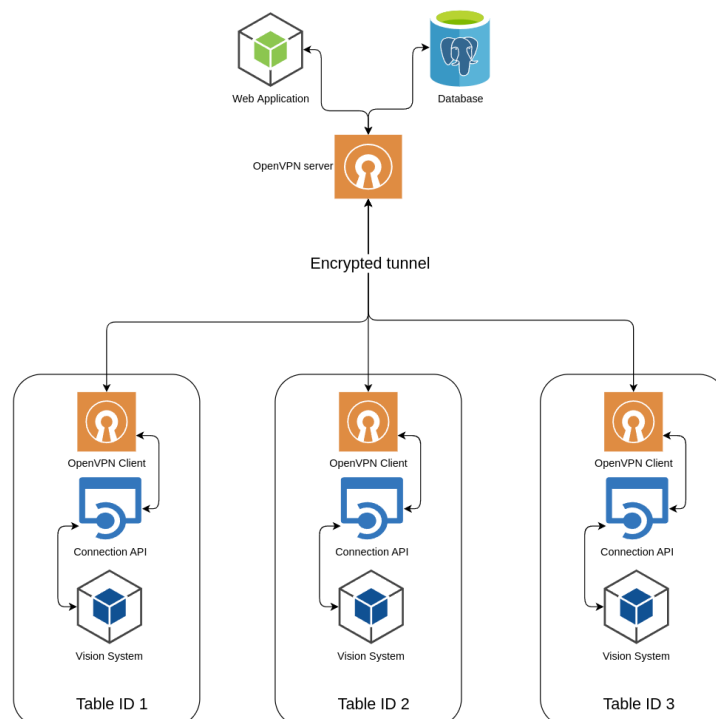 Web Application
Database
OpenVPN server
Encrypted tunnel
OpenVPN Client
OpenVPN Client
OpenVPN Client
Connection API
Connection API
Connection API
Vision System
Vision System
Vision System
Table ID 1
Table ID 2
Table ID 3